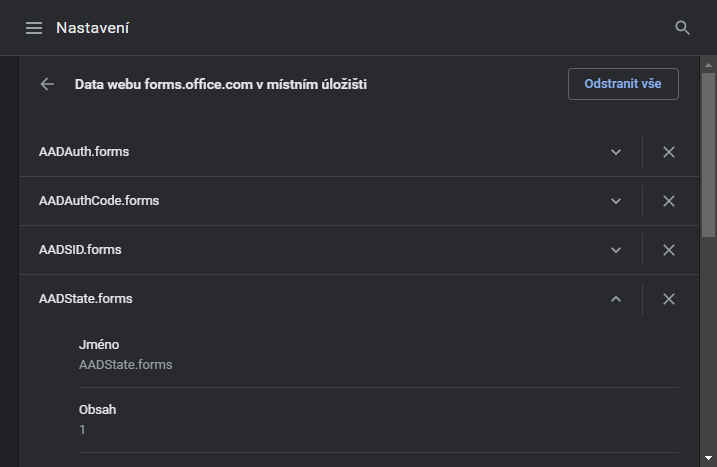 Nastavení
Data webu forms.office.com v místním úložišti
Odstranit vše
AADAuth.forms
AADAuthCode.forms
AADSID.forms
AADState.forms
Jméno
AADState.forms
Obsah
1